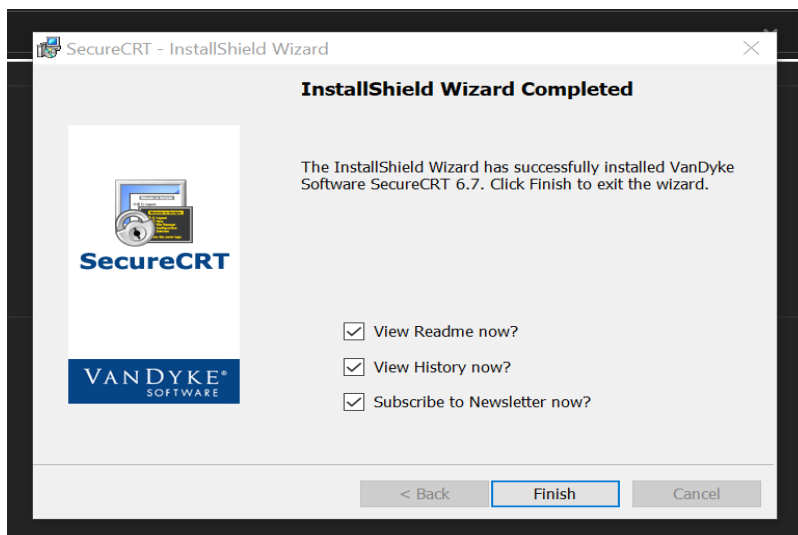 SecureCRT - InstallShield Wizard
InstallShield Wizard Completed
The InstallShield Wizard has successfully installed VanDyke
Software SecureCRT 6.7. Click Finish to exit the wizard.
SecureCRT
VANDYKE®
SOFTWARE
View Readme now?
View History now?
Subscribe to Newsletter now?
< Back
Finish
Cancel